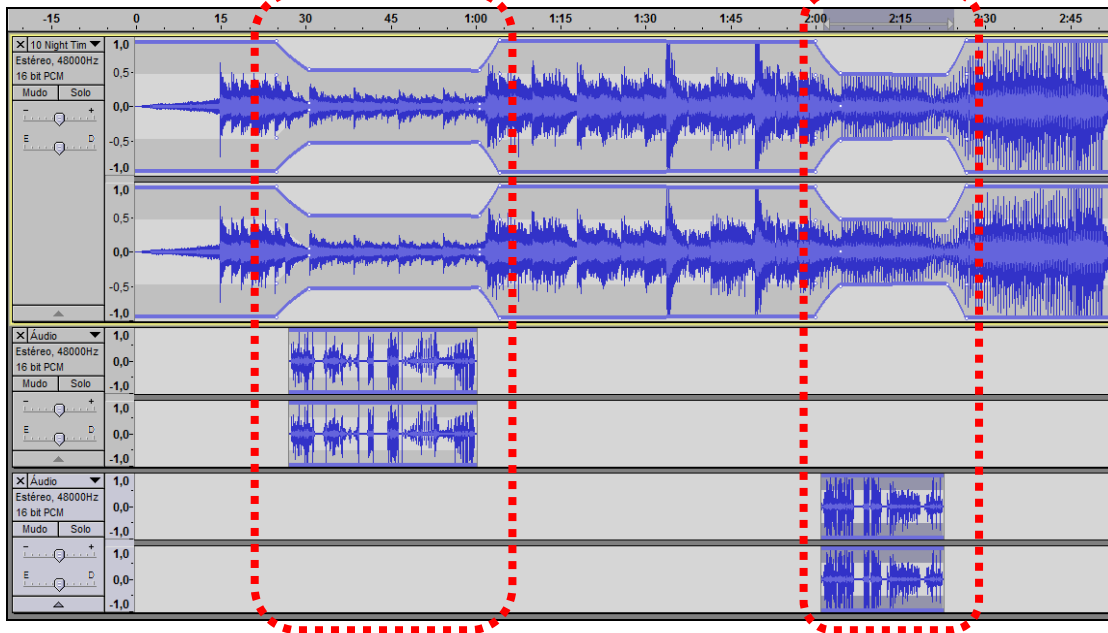 -15 0 15 30 45 1:00 1:15 1:30 1:45 2:00 2:15 2:30 2:45
X 10 Night Tim 1,0
Estéreo, 48000Hz
16 bit PCM 0,5-
Mudo Solo
- + 0,0-
E D -0,5-
-1,0
1,0
0,5-
0,0-
-0,5-
-1,0
X Áudio 1,0
Estéreo, 48000Hz
16 bit PCM 0,0-
Mudo Solo -1,0
- + 1,0
E D 0,0-
-1,0
X Áudio 1,0
Estéreo, 48000Hz
16 bit PCM 0,0-
Mudo Solo -1,0
- + 1,0
E D 0,0-
-1,0